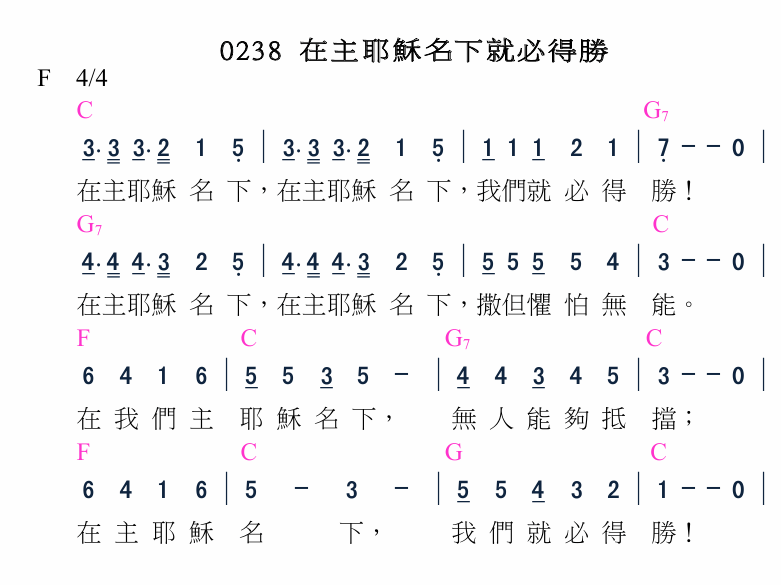 0238 在主耶穌名下就必得勝
F 4/4
C G7
3· 3 3· 2 1 5 | 3· 3 3· 2 1 5 | 1 1 1 2 1 | 7 - - 0 |
在主耶穌 名 下，在主耶穌 名 下，我們就 必 得 勝！
G7 C
4· 4 4· 3 2 5 | 4· 4 4· 3 2 5 | 5 5 5 5 4 | 3 - - 0 |
在主耶穌 名 下，在主耶穌 名 下，撒但懼 怕 無 能。
F C G7 C
6 4 1 6 | 5 5 3 5 - | 4 4 3 4 5 | 3 - - 0 |
在 我 們 主 耶 穌 名 下， 無 人 能 夠 抵 擋；
F C G C
6 4 1 6 | 5 - 3 - | 5 5 4 3 2 | 1 - - 0 |
在 主 耶 穌 名 下， 我 們 就 必 得 勝！